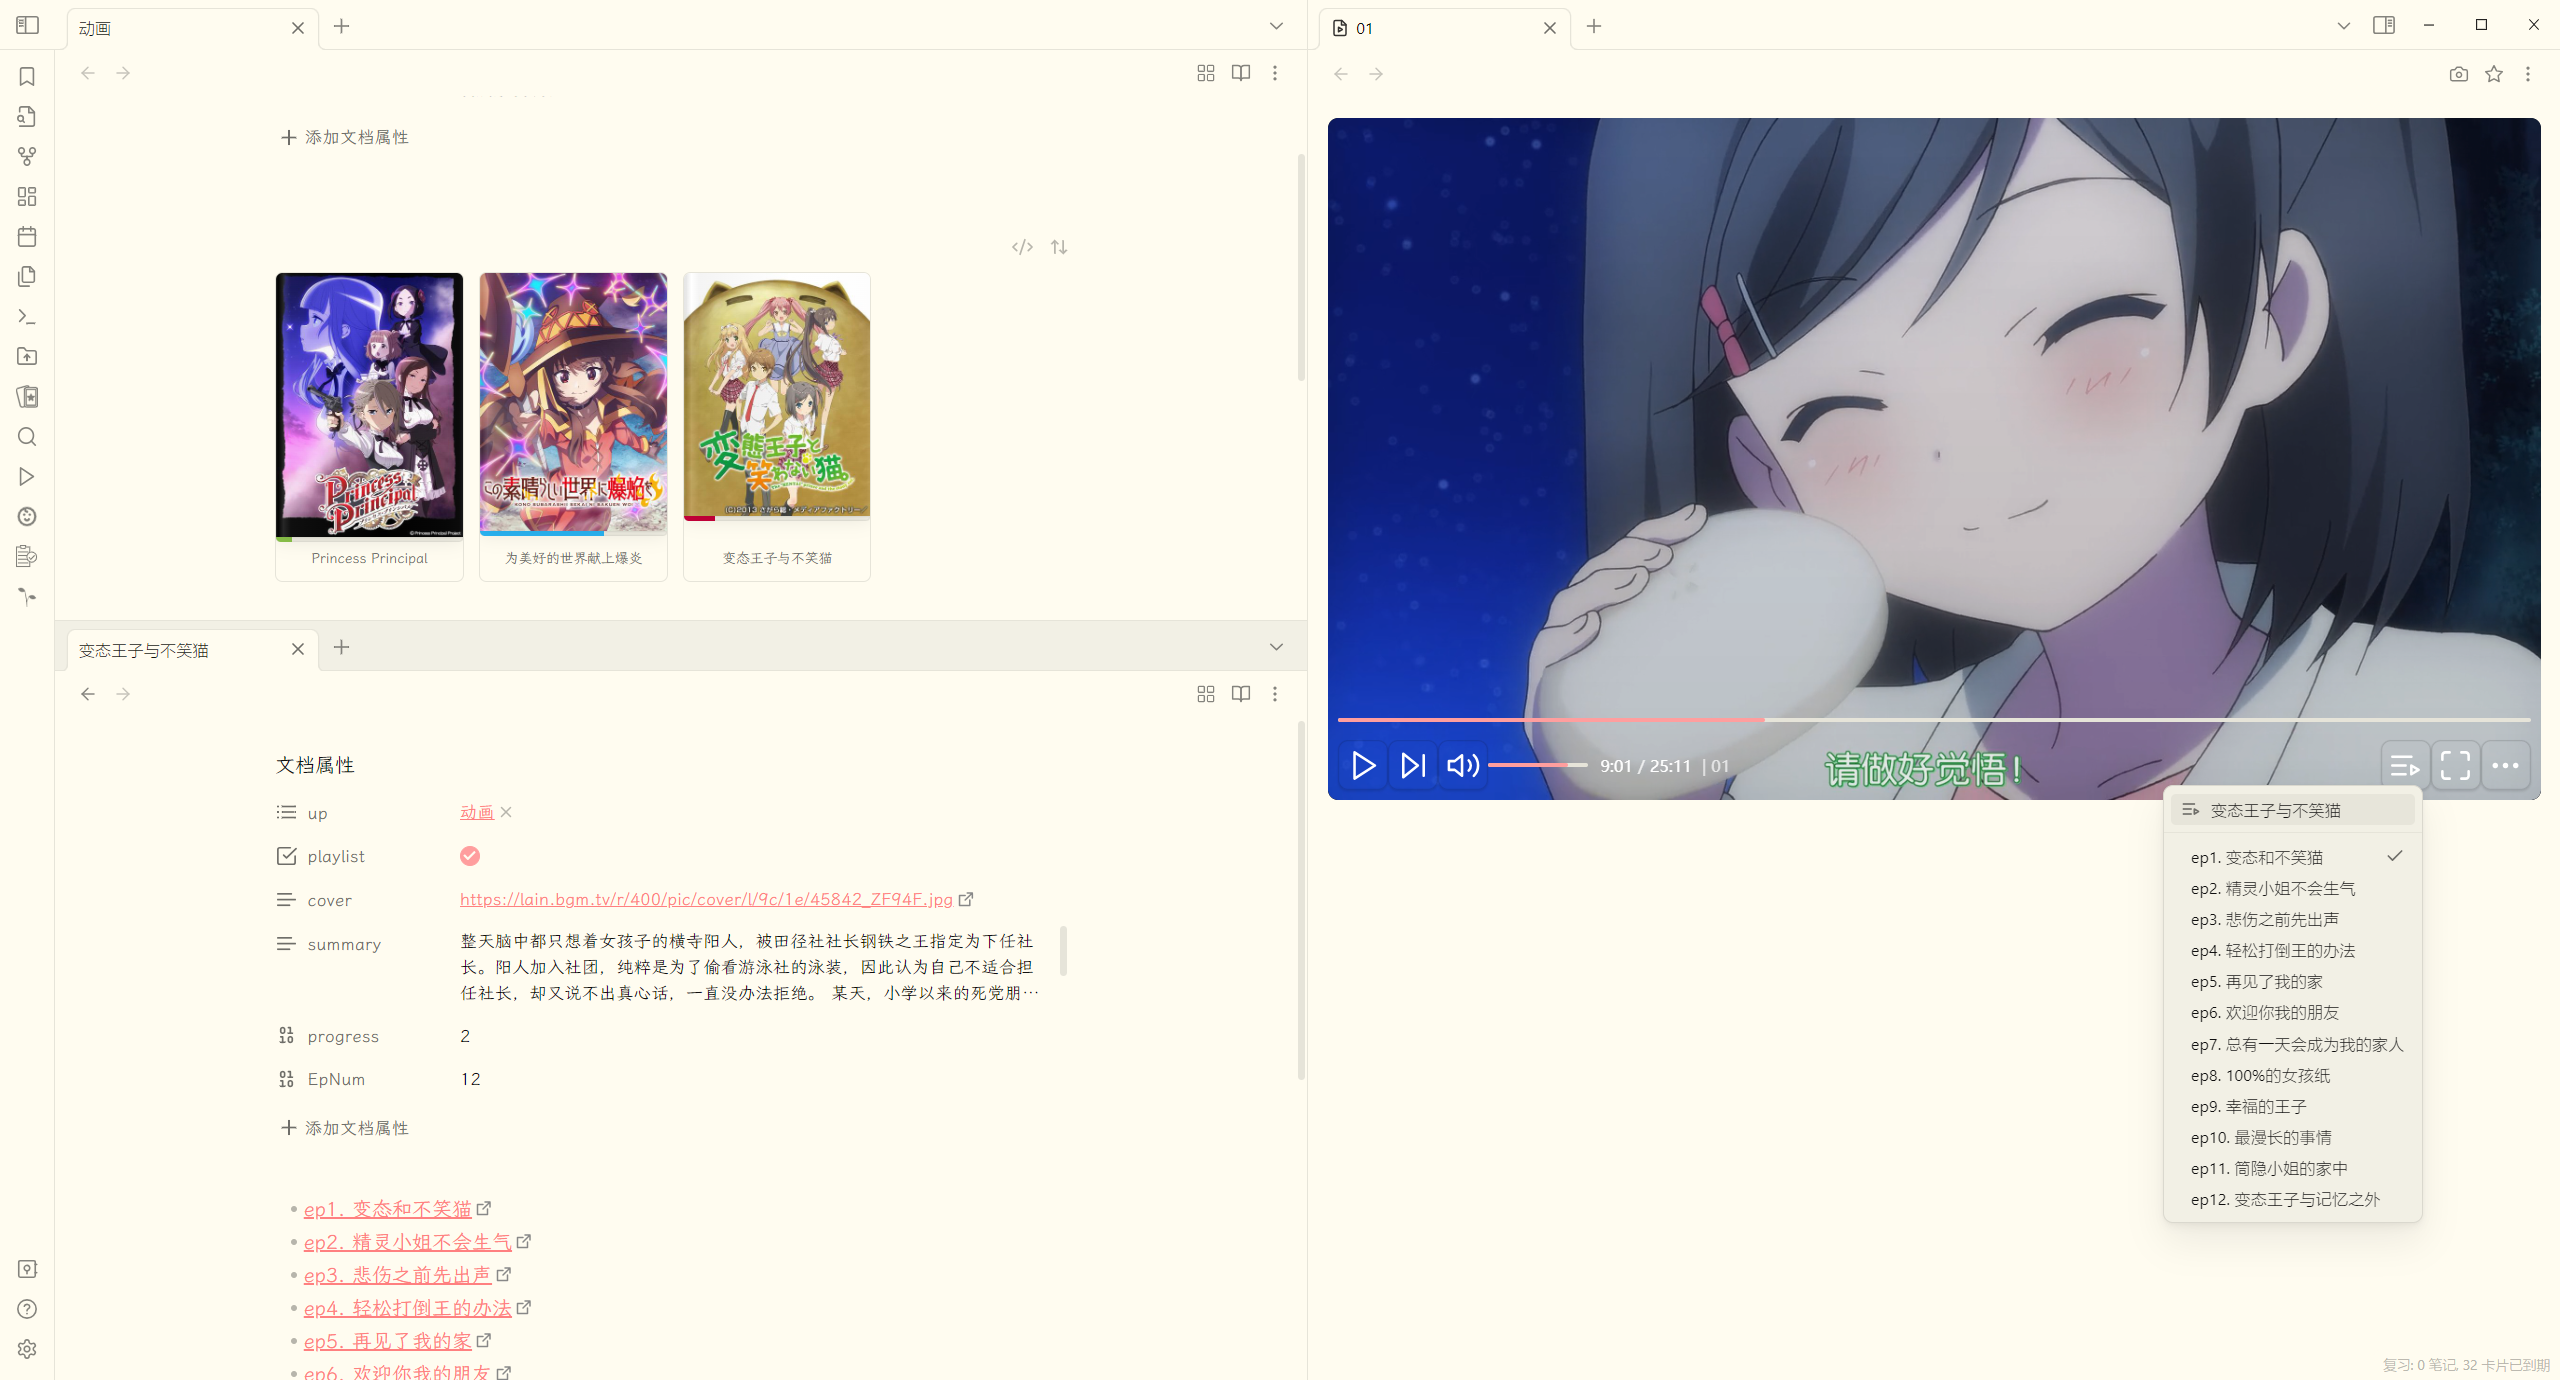 动画
01
添加文档属性
Princess Principal
この素晴らしい世界に爆焔を
KONO SUBARASHII SEKAI NI BAKUEN WO!
変態王子と笑わない猫。
Princess Principal
为美好的世界献上爆炎
变态王子与不笑猫
变态王子与不笑猫
文档属性
up
动画
playlist
cover
https://lain.bgm.tv/r/400/pic/cover/l/9c/1e/45842_ZF94F.jpg
summary
整天脑中都只想着女孩子的横寺阳人，被田径社社长钢铁之王指定为下任社
长。阳人加入社团，纯粹是为了偷看游泳社的泳装，因此认为自己不适合担
任社长，却又说不出真心话，一直没办法拒绝。 某天，小学以来的死党朋…
progress
2
EpNum
12
添加文档属性
ep1. 变态和不笑猫
ep2. 精灵小姐不会生气
ep3. 悲伤之前先出声
ep4. 轻松打倒王的办法
ep5. 再见了我的家
ep6. 欢迎你我的朋友
9:01 / 25:11 | 01
请做好觉悟！
变态王子与不笑猫
ep1. 变态和不笑猫
ep2. 精灵小姐不会生气
ep3. 悲伤之前先出声
ep4. 轻松打倒王的办法
ep5. 再见了我的家
ep6. 欢迎你我的朋友
ep7. 总有一天会成为我的家人
ep8. 100%的女孩纸
ep9. 幸福的王子
ep10. 最漫长的事情
ep11. 筒隐小姐的家中
ep12. 变态王子与记忆之外
复习: 0 笔记, 32 卡片已到期